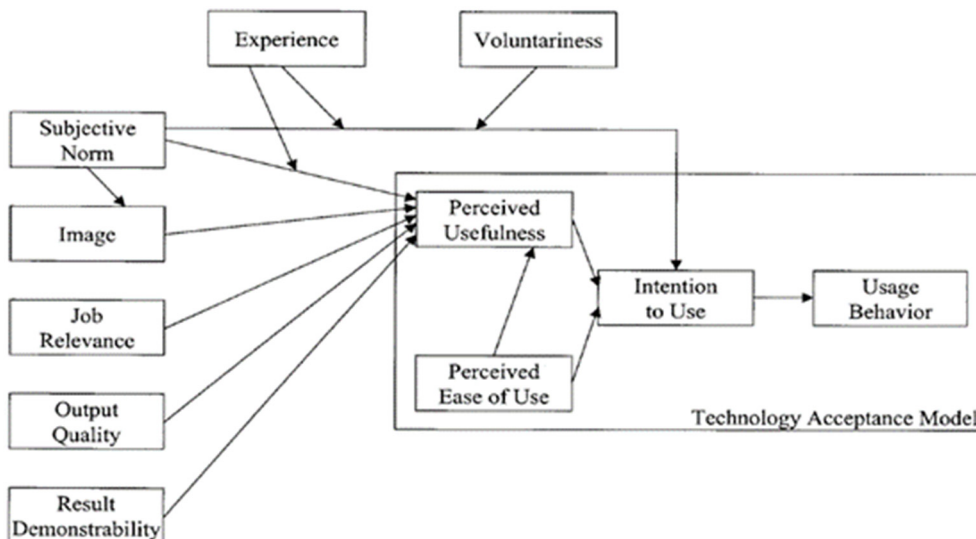 Experience
Voluntariness
Subjective
Norm
Image
Job
Relevance
Output
Quality
Result
Demonstrability
Perceived
Usefulness
Perceived
Ease of Use
Intention
to Use
Usage
Behavior
Technology Acceptance Model